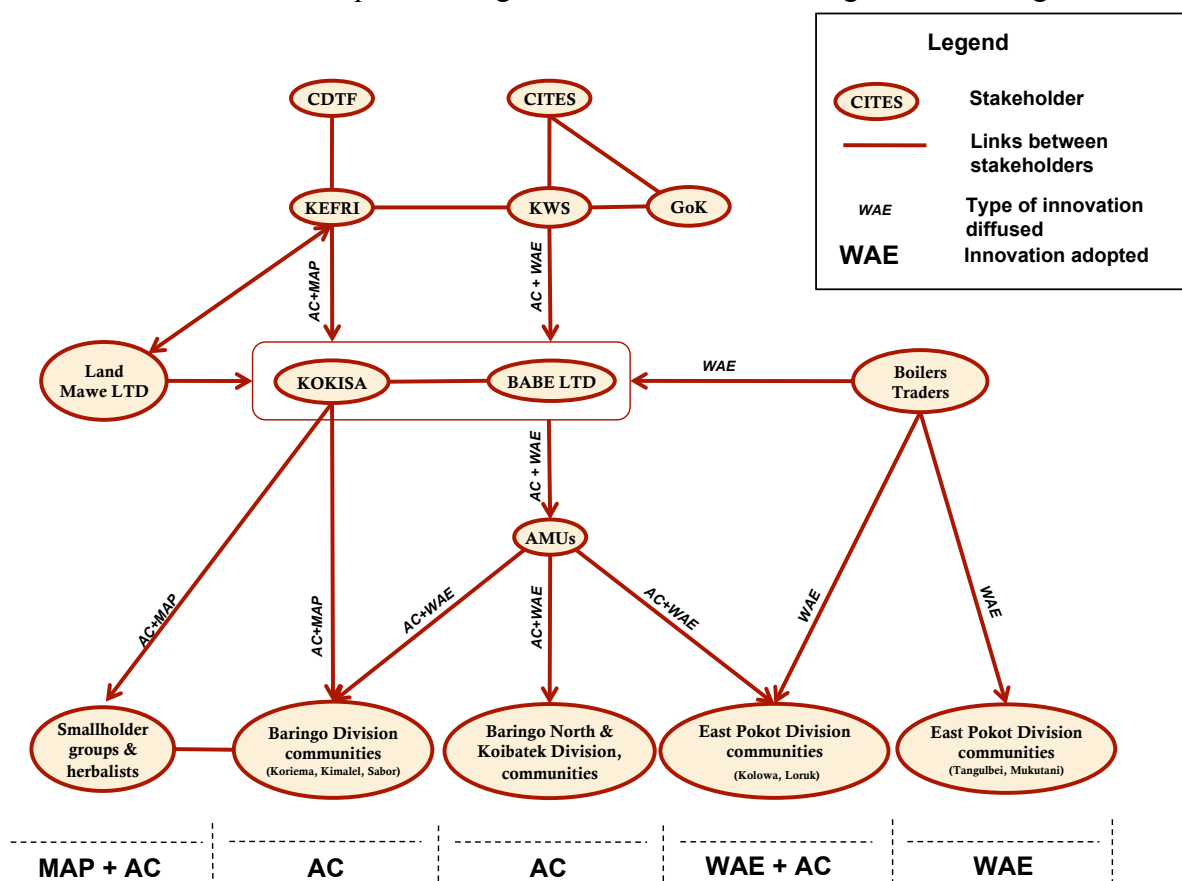 Legend
CITES
Stakeholder
Links between
stakeholders
WAE
Type of innovation
diffused
WAE
Innovation adopted
CDTF
CITES
KEFRI
KWS
GoK
AC+MAP
AC + WAE
Land
Mawe LTD
KOKISA
BABE LTD
WAE
Boilers
Traders
AC + WAE
AMUs
AC+MAP
AC+MAP
AC+WAE
AC+WAE
AC+WAE
WAE
WAE
Smallholder
groups &
herbalists
Baringo Division
communities
(Koriema, Kimalel, Sabor)
Baringo North &
Koibatek Division,
communities
East Pokot Division
communities
(Kolowa, Loruk)
East Pokot Division
communities
(Tangulbei, Mukutani)
MAP + AC
AC
AC
WAE + AC
WAE